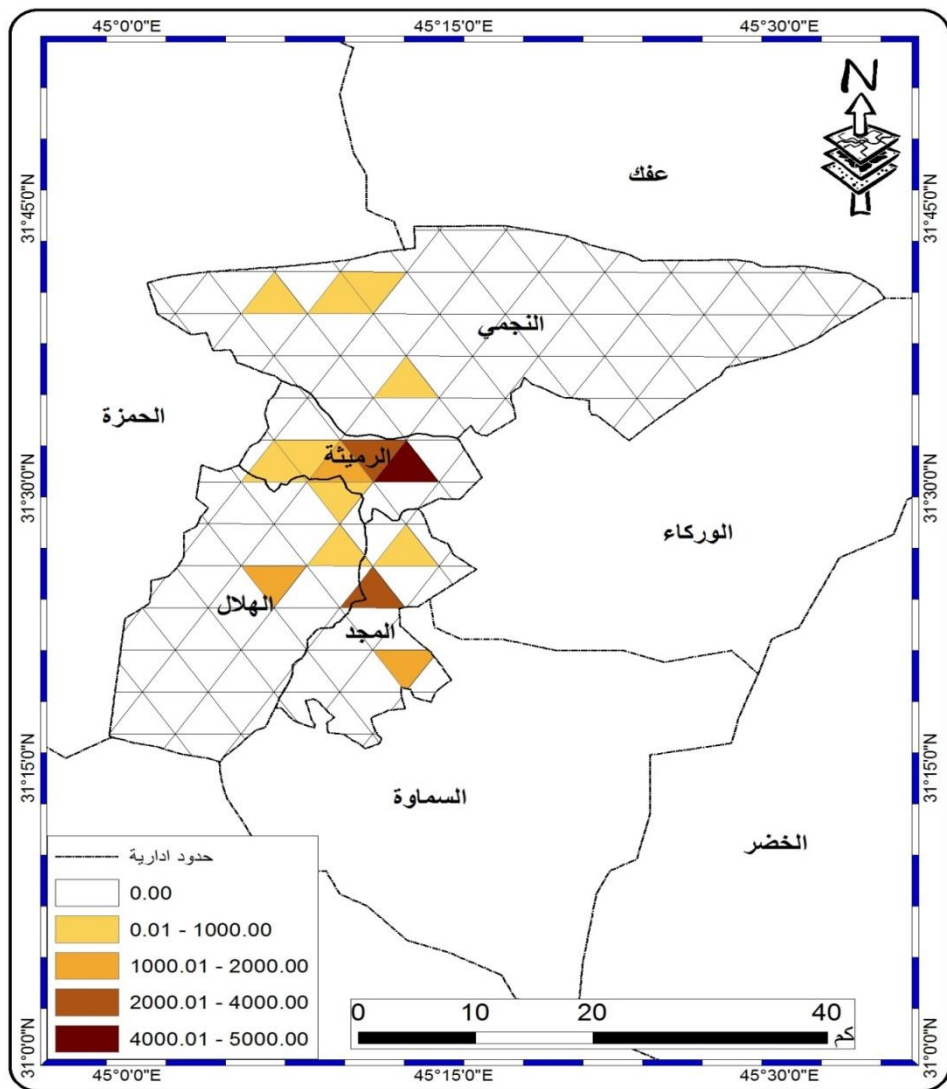 45°0'0"E 45°15'0"E 45°30'0"E
N
عفك
31°45'0"N 31°45'0"N
النجمي
الحمزة
الرميثة
31°30'0"N 31°30'0"N
الوركاء
الهلال
المجد
31°15'0"N 31°15'0"N
السماوة
الخضر
حدود ادارية
0.00
0.01 - 1000.00
1000.01 - 2000.00
2000.01 - 4000.00
4000.01 - 5000.00
0 10 20 40
كم
31°0'0"N 31°0'0"N
45°0'0"E 45°15'0"E 45°30'0"E